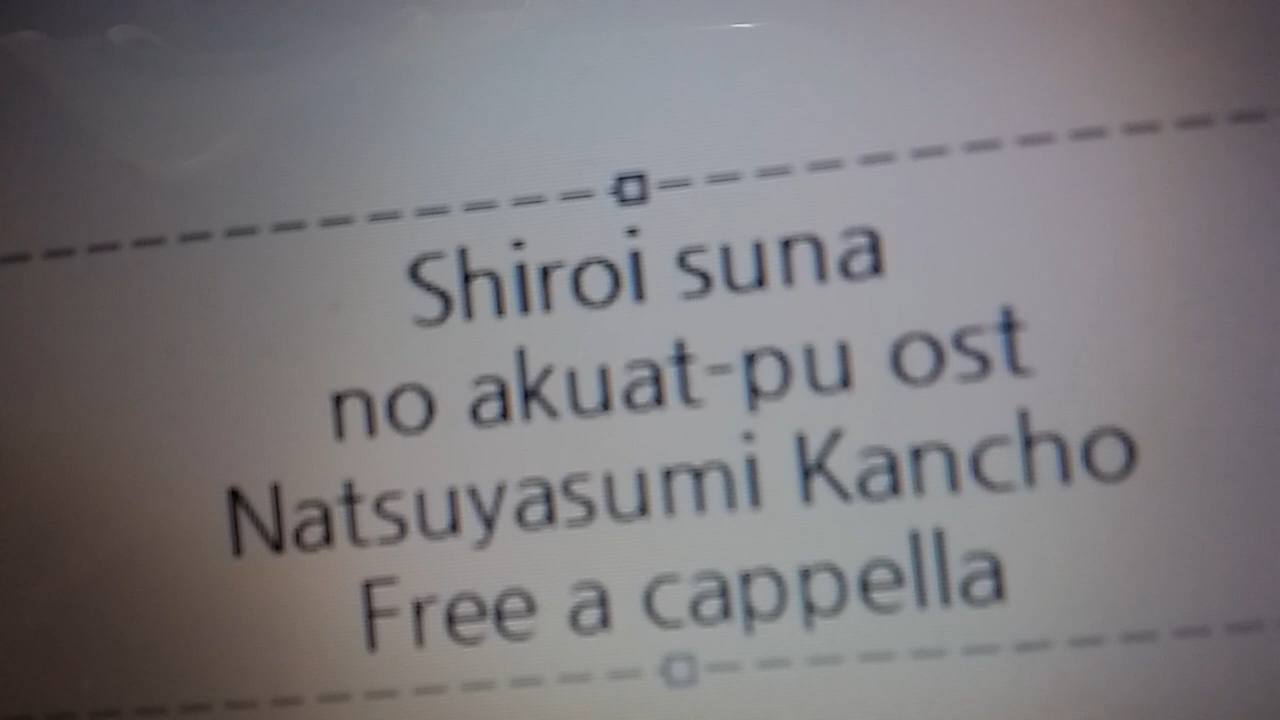 Shiroi suna
no akuat-pu ost
Natsuyasumi Kancho
Free a cappella